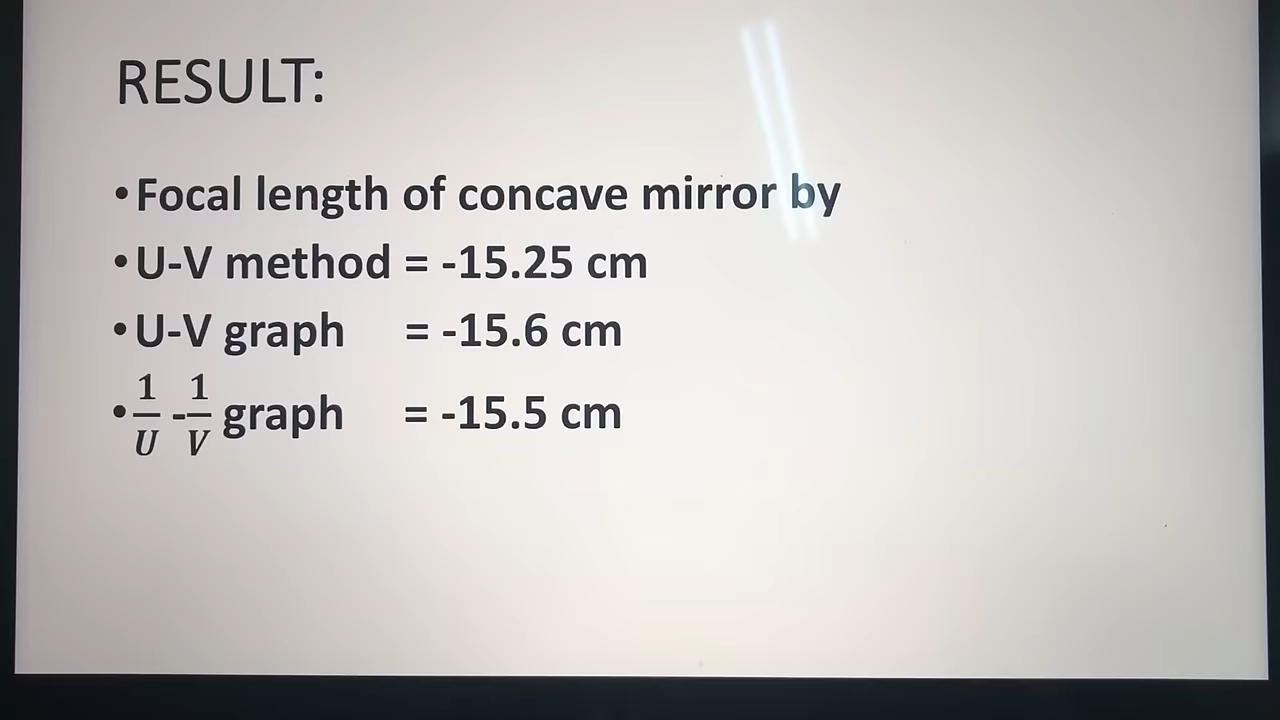 RESULT:
•Focal length of concave mirror by
•U-V method = -15.25 cm
•U-V graph = -15.6 cm
•1/U -1/V graph = -15.5 cm